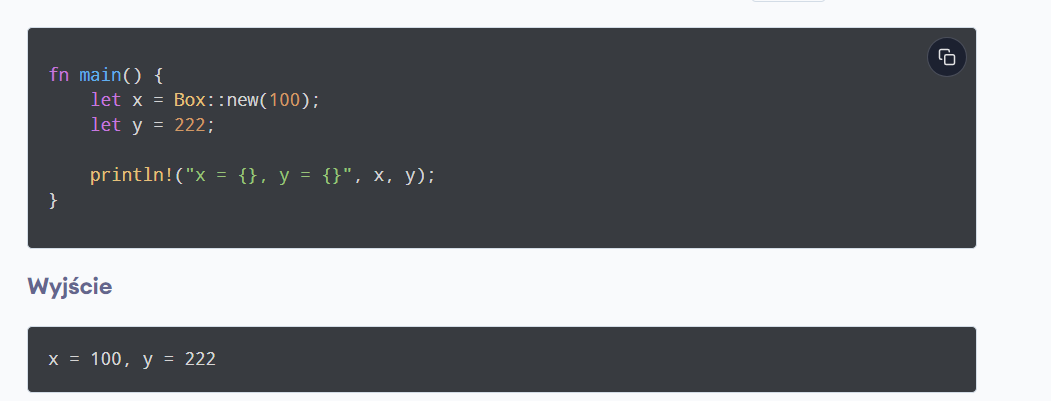 fn main() {
    let x = Box::new(100);
    let y = 222;

    println!("x = {}, y = {}", x, y);
}
Wyjście
x = 100, y = 222